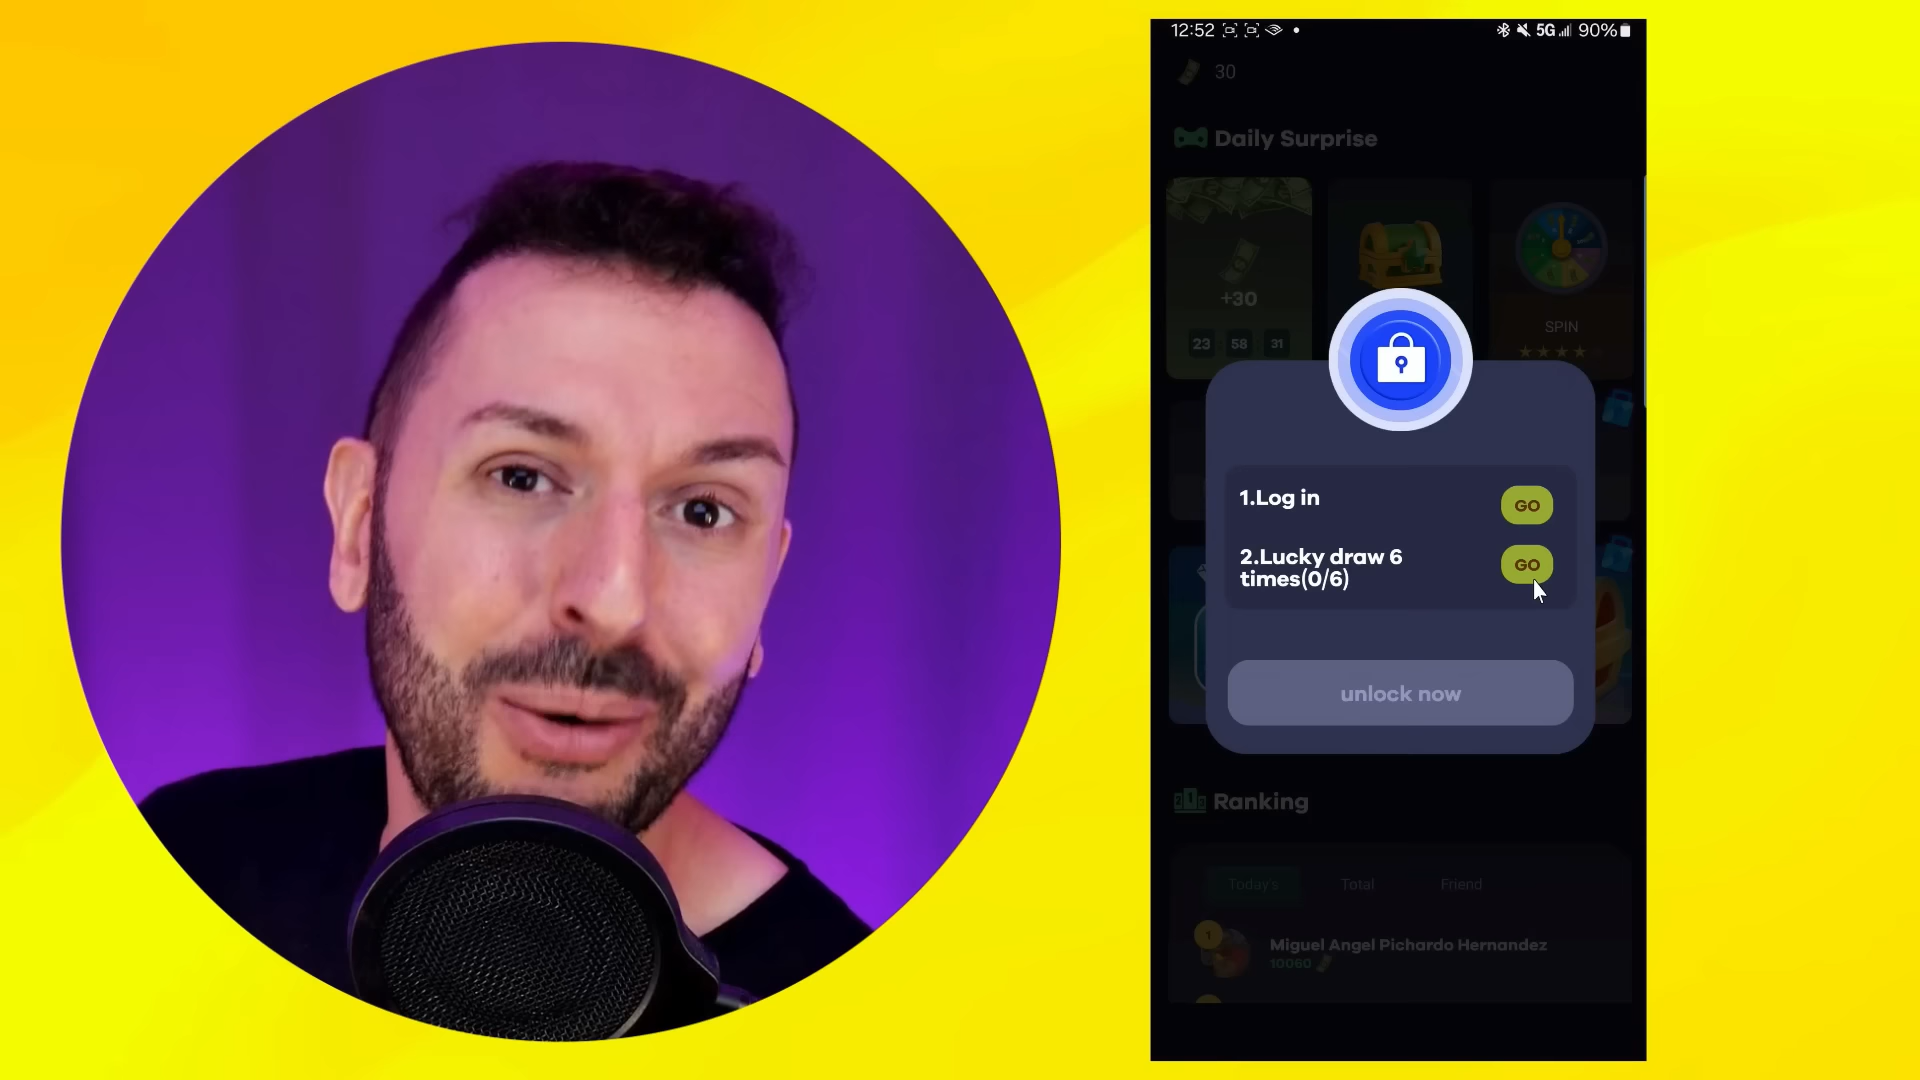 12:52
5G 90%
30
Daily Surprise
+30
23 58 31
SPIN
1.Log in
GO
2.Lucky draw 6
times(0/6)
GO
unlock now
Ranking
Today's Total Friend
1
Miguel Angel Pichardo Hernandez
10060